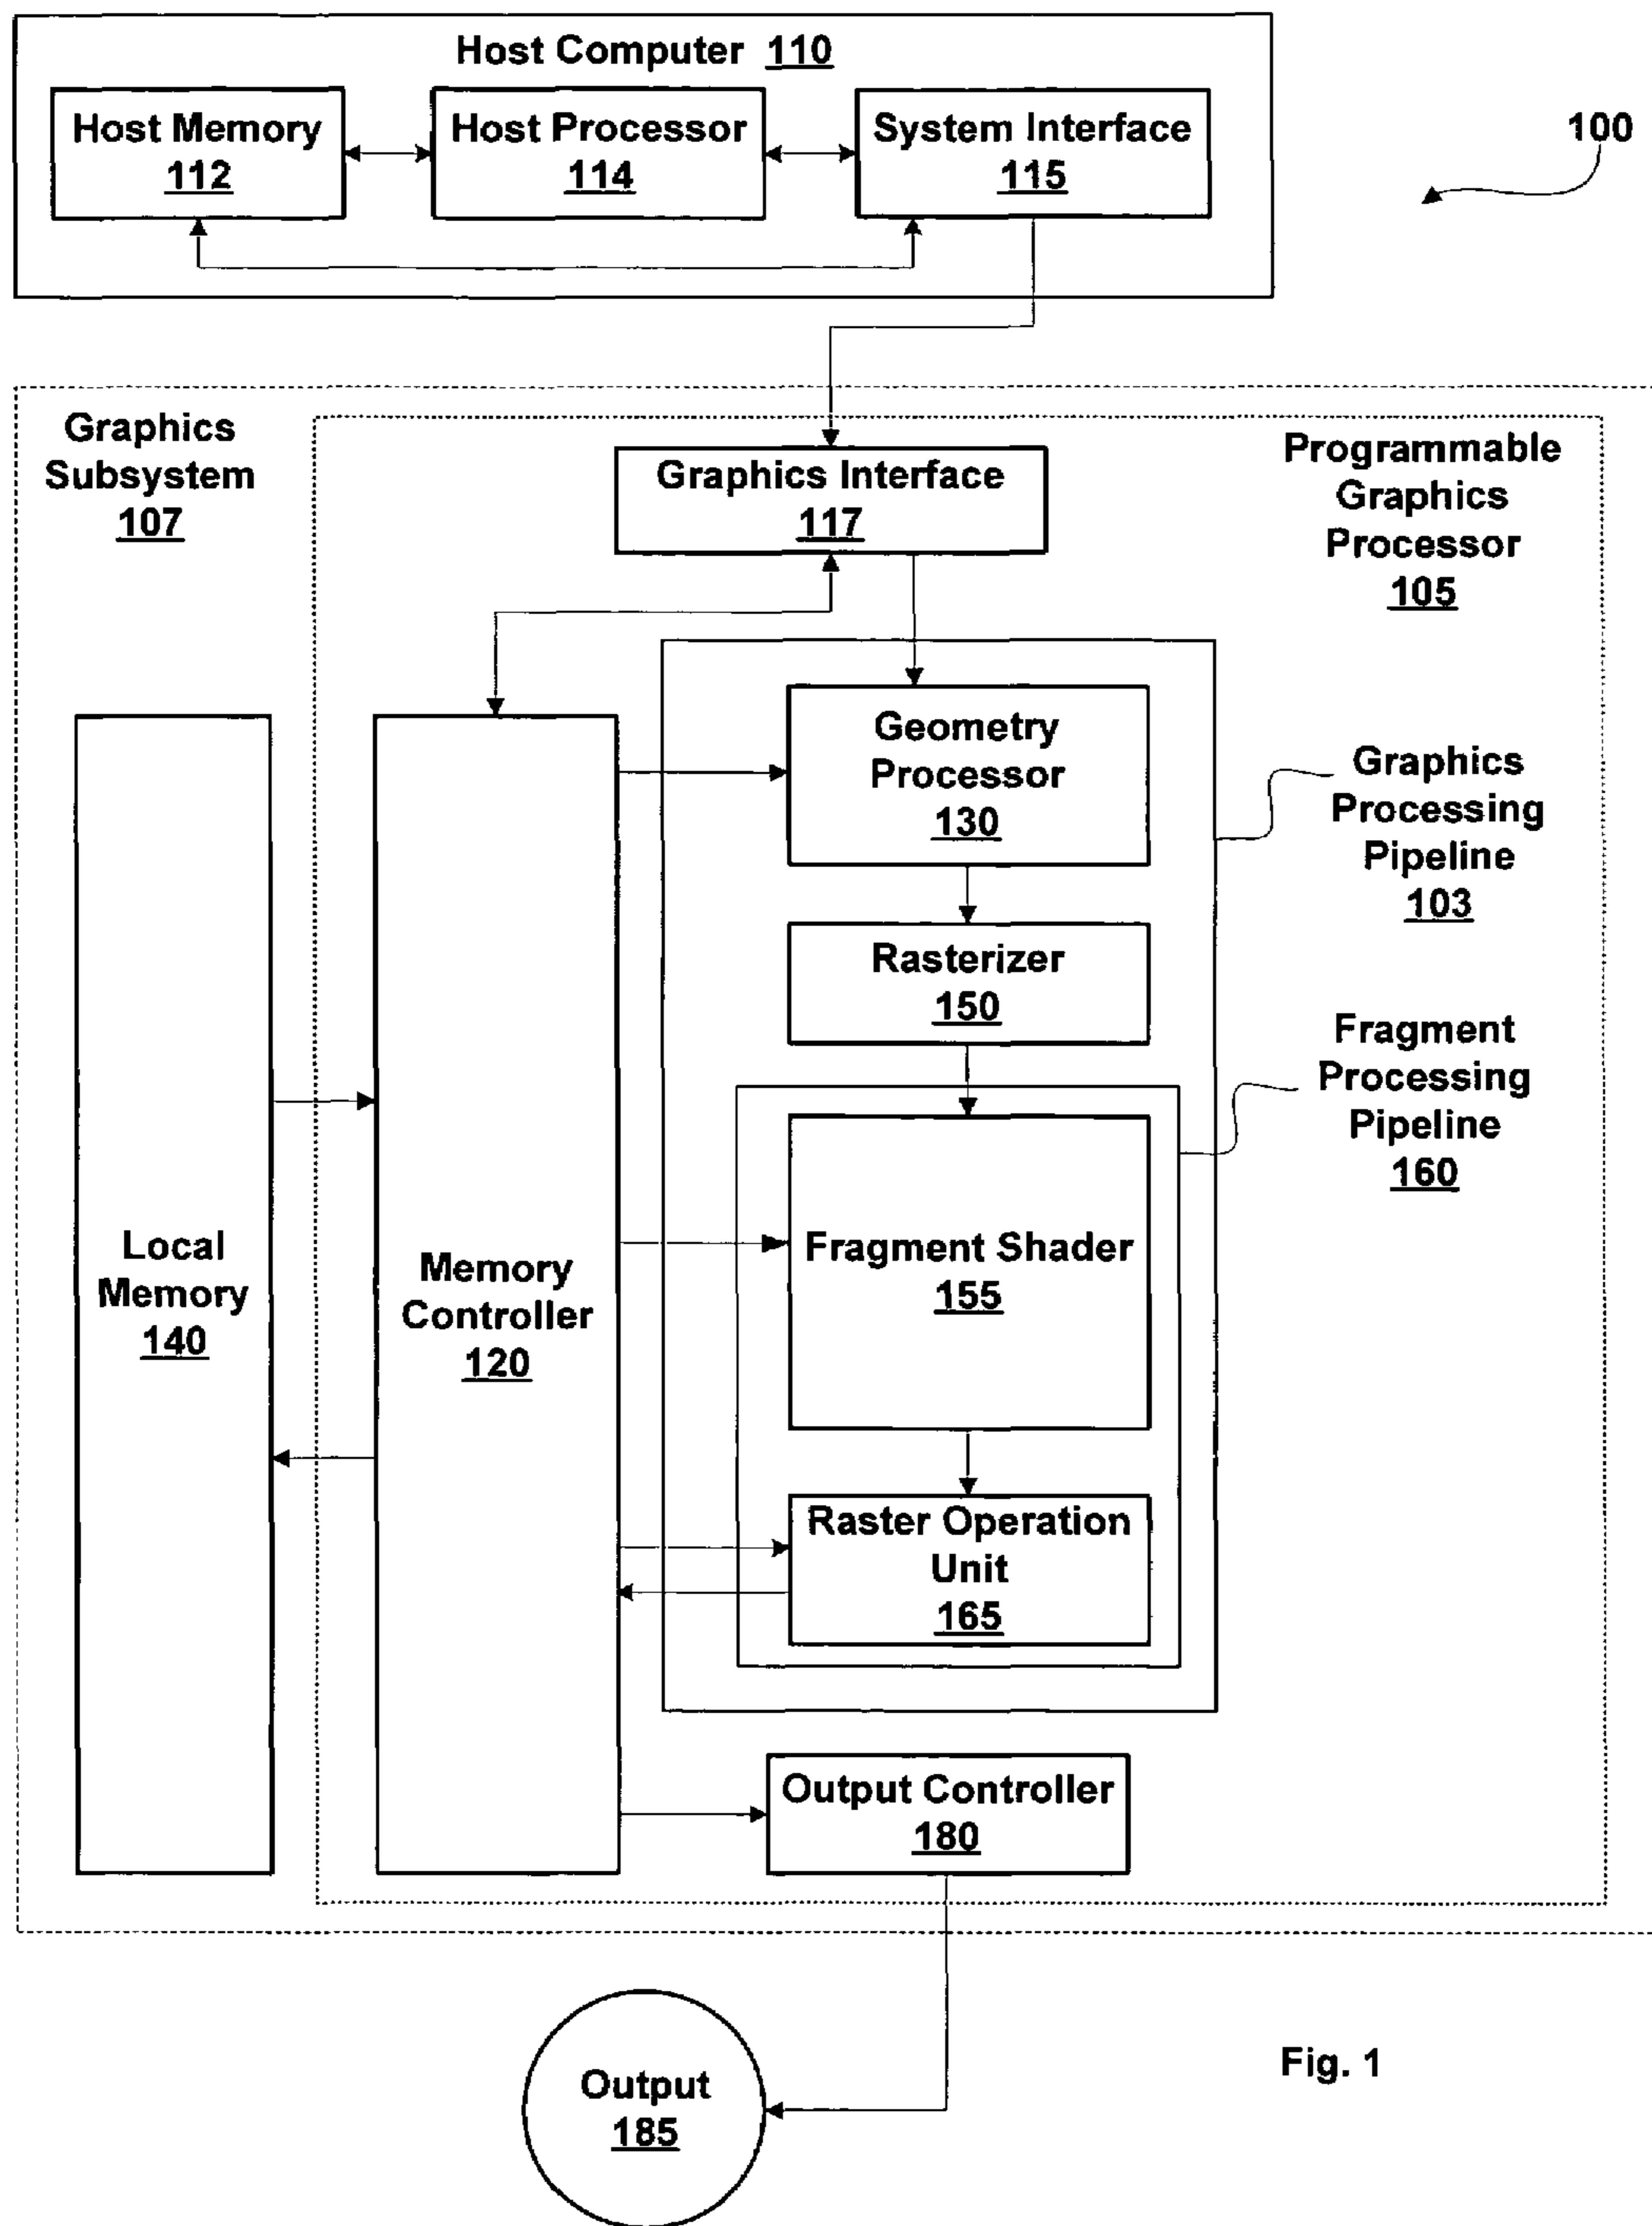 Host Computer 110
Host Memory
112
Host Processor
114
System Interface
115
100
Graphics
Subsystem
107
Graphics Interface
117
Programmable
Graphics
Processor
105
Geometry
Processor
130
Graphics
Processing
Pipeline
103
Rasterizer
150
Fragment
Processing
Pipeline
160
Local
Memory
140
Memory
Controller
120
Fragment Shader
155
Raster Operation
Unit
165
Output Controller
180
Output
185
Fig. 1